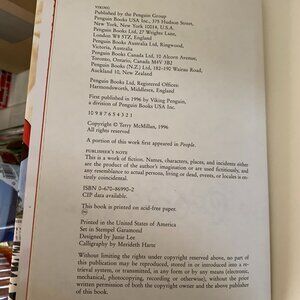 VIKING
Published by the Penguin Group
Penguin Books USA Inc., 375 Hudson Street,
New York, New York 10014, U.S.A.
Penguin Books Ltd, 27 Wrights Lane,
London W8 5TZ, England
Penguin Books Australia Ltd, Ringwood,
Victoria, Australia
Penguin Books Canada Ltd, 10 Alcorn Avenue,
Toronto, Ontario, Canada M4V 3B2
Penguin Books (N.Z.) Ltd, 182–190 Wairau Road,
Auckland 10, New Zealand
Penguin Books Ltd, Registered Offices:
Harmondsworth, Middlesex, England
First published in 1996 by Viking Penguin,
a division of Penguin Books USA Inc.
10 9 8 7 6 5 4 3 2 1
Copyright © Terry McMillan, 1996
All rights reserved
A portion of this work first appeared in People.
PUBLISHER'S NOTE
This is a work of fiction. Names, characters, places, and incidents either
are the product of the author's imagination or are used fictitiously, and
any resemblance to actual persons, living or dead, events, or locales is
entirely coincidental.
ISBN 0-670-86990-2
CIP data available.
This book is printed on acid-free paper.
Printed in the United States of America
Set in Stempel Garamond
Designed by Junie Lee
Calligraphy by Meredith Hartt
Without limiting the rights under copyright reserved above, no part of
this publication may be reproduced, stored in or introduced into a
retrieval system, or transmitted, in any form or by any means (electronic,
mechanical, photocopying, recording or otherwise), without the prior
written permission of both the copyright owner and the above publisher
of this book.